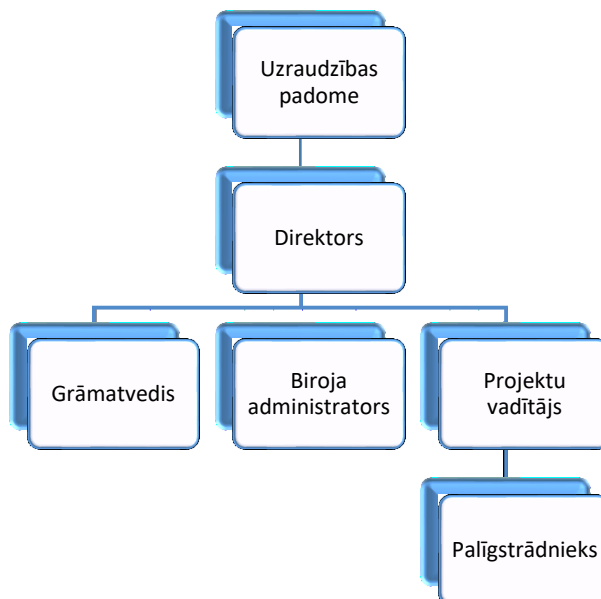 Uzraudzības
padome
Direktors
Grāmatvedis
Biroja
administrators
Projektu
vadītājs
Palīgstrādnieks